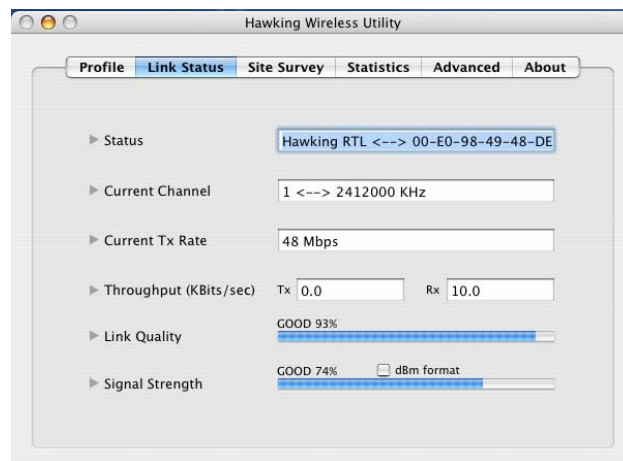 Hawking Wireless Utility
Profile Link Status Site Survey Statistics Advanced About
Status Hawking RTL <--> 00-E0-98-49-48-DE
Current Channel 1 <--> 2412000 KHz
Current Tx Rate 48 Mbps
Throughput (KBits/sec) Tx 0.0 Rx 10.0
GOOD 93%
Link Quality
GOOD 74% dBm format
Signal Strength